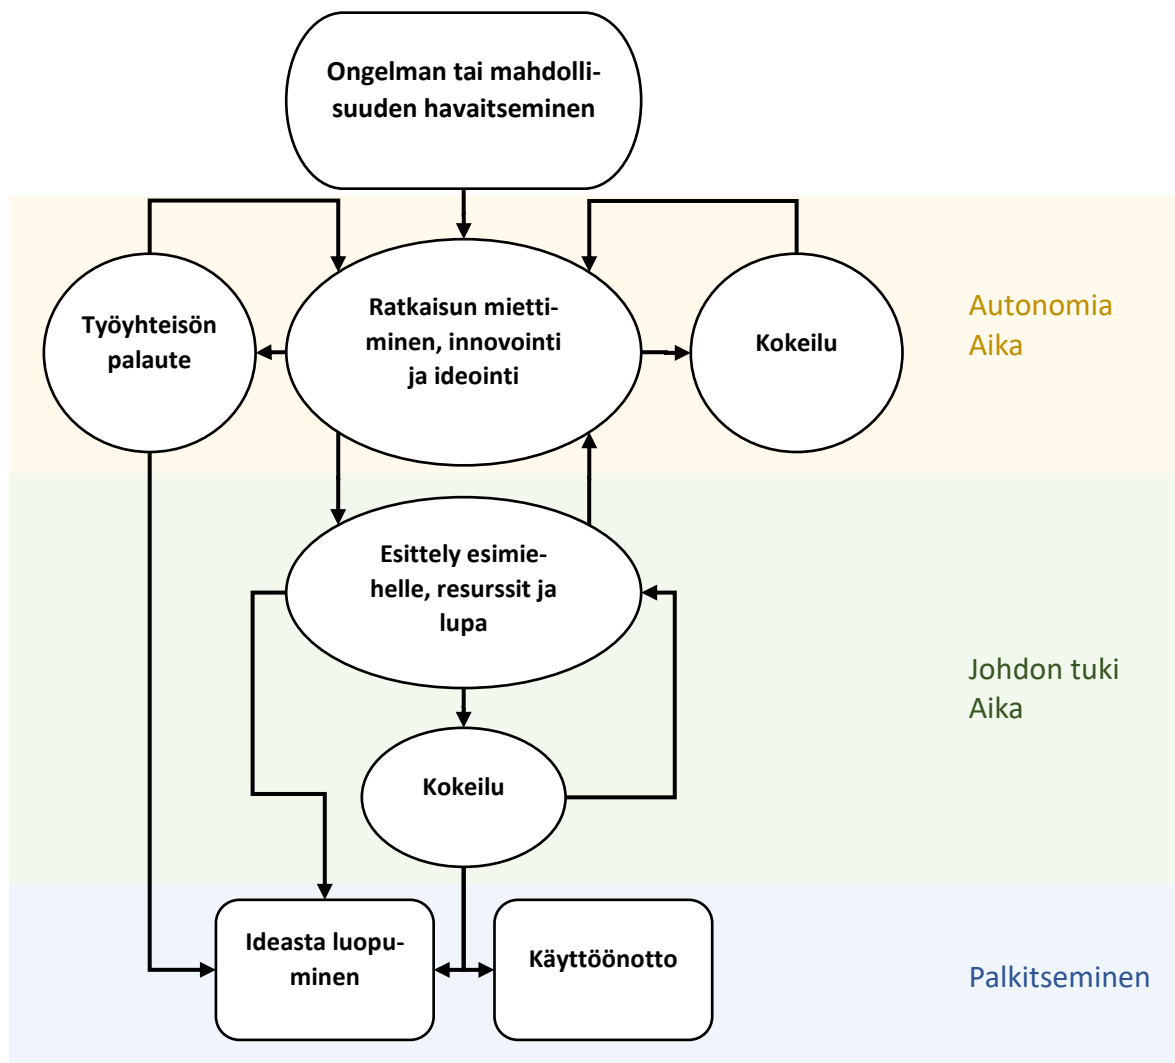 Ongelman tai mahdolli-
suuden havaitseminen
Työyhteisön
palaute
Ratkaisun mietti-
minen, innovointi
ja ideointi
Kokeilu
Autonomia
Aika
Esittely esimie-
helle, resurssit ja
lupa
Johdon tuki
Aika
Kokeilu
Ideasta luopu-
minen
Käyttöönotto
Palkitseminen